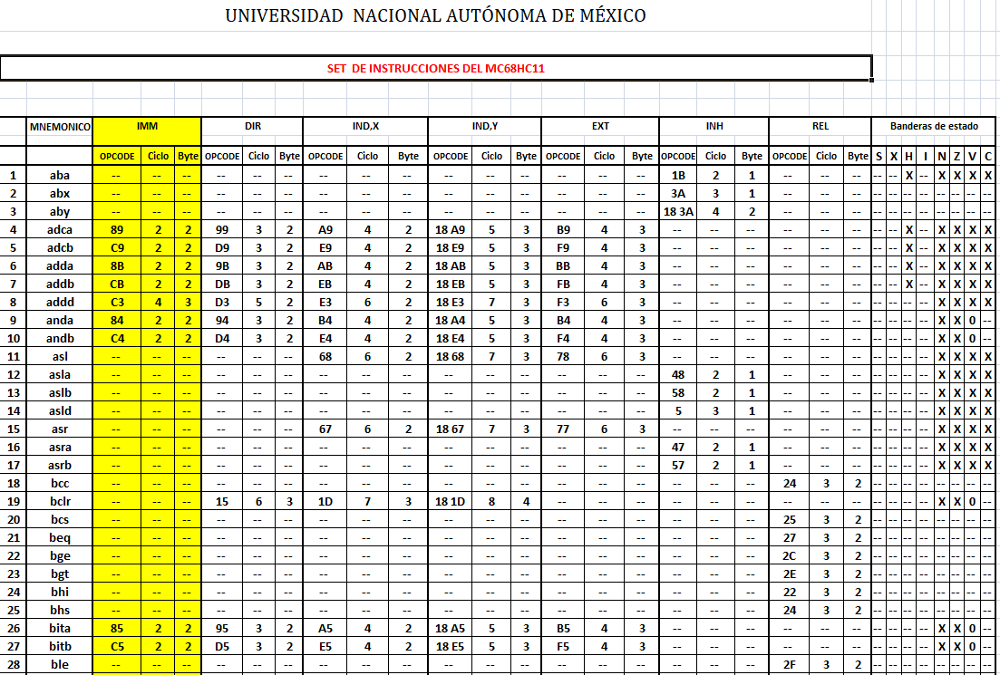 UNIVERSIDAD NACIONAL AUTÓNOMA DE MÉXICO
SET DE INSTRUCCIONES DEL MC68HC11
MNEMONICO IMM DIR IND,X IND,Y EXT INH REL Banderas de estado
OPCODE Ciclo Byte OPCODE Ciclo Byte OPCODE Ciclo Byte OPCODE Ciclo Byte OPCODE Ciclo Byte OPCODE Ciclo Byte OPCODE Ciclo Byte S X H I N Z V C
1 aba -- -- -- -- -- -- -- -- -- -- -- -- -- -- -- 1B 2 1 -- -- -- -- -- X -- X X X X
2 abx -- -- -- -- -- -- -- -- -- -- -- -- -- -- -- 3A 3 1 -- -- -- -- -- -- -- -- -- -- --
3 aby -- -- -- -- -- -- -- -- -- -- -- -- -- -- -- 18 3A 4 2 -- -- -- -- -- -- -- -- -- -- --
4 adca 89 2 2 99 3 2 A9 4 2 18 A9 5 3 B9 4 3 -- -- -- -- -- -- -- -- X -- X X X X
5 adcb C9 2 2 D9 3 2 E9 4 2 18 E9 5 3 F9 4 3 -- -- -- -- -- -- -- -- X -- X X X X
6 adda 8B 2 2 9B 3 2 AB 4 2 18 AB 5 3 BB 4 3 -- -- -- -- -- -- -- -- X -- X X X X
7 addb CB 2 2 DB 3 2 EB 4 2 18 EB 5 3 FB 4 3 -- -- -- -- -- -- -- -- X -- X X X X
8 addd C3 4 3 D3 5 2 E3 6 2 18 E3 7 3 F3 6 3 -- -- -- -- -- -- -- -- -- -- X X X X
9 anda 84 2 2 94 3 2 B4 4 2 18 A4 5 3 B4 4 3 -- -- -- -- -- -- -- -- -- -- X X 0 --
10 andb C4 2 2 D4 3 2 E4 4 2 18 E4 5 3 F4 4 3 -- -- -- -- -- -- -- -- -- -- X X 0 --
11 asl -- -- -- -- -- -- 68 6 2 18 68 7 3 78 6 3 -- -- -- -- -- -- -- -- -- -- X X X X
12 asla -- -- -- -- -- -- -- -- -- -- -- -- -- -- -- 48 2 1 -- -- -- -- -- -- -- X X X X
13 aslb -- -- -- -- -- -- -- -- -- -- -- -- -- -- -- 58 2 1 -- -- -- -- -- -- -- X X X X
14 asld -- -- -- -- -- -- -- -- -- -- -- -- -- -- -- 5 3 1 -- -- -- -- -- -- -- X X X X
15 asr -- -- -- -- -- -- 67 6 2 18 67 7 3 77 6 3 -- -- -- -- -- -- -- -- -- -- X X X X
16 asra -- -- -- -- -- -- -- -- -- -- -- -- -- -- -- 47 2 1 -- -- -- -- -- -- -- X X X X
17 asrb -- -- -- -- -- -- -- -- -- -- -- -- -- -- -- 57 2 1 -- -- -- -- -- -- -- X X X X
18 bcc -- -- -- -- -- -- -- -- -- -- -- -- -- -- -- -- -- -- 24 3 2 -- -- -- -- -- -- -- --
19 bclr -- -- -- 15 6 3 1D 7 3 18 1D 8 4 -- -- -- -- -- -- -- -- -- -- -- -- -- X X 0 --
20 bcs -- -- -- -- -- -- -- -- -- -- -- -- -- -- -- -- -- -- 25 3 2 -- -- -- -- -- -- -- --
21 beq -- -- -- -- -- -- -- -- -- -- -- -- -- -- -- -- -- -- 27 3 2 -- -- -- -- -- -- -- --
22 bge -- -- -- -- -- -- -- -- -- -- -- -- -- -- -- -- -- -- 2C 3 2 -- -- -- -- -- -- -- --
23 bgt -- -- -- -- -- -- -- -- -- -- -- -- -- -- -- -- -- -- 2E 3 2 -- -- -- -- -- -- -- --
24 bhi -- -- -- -- -- -- -- -- -- -- -- -- -- -- -- -- -- -- 22 3 2 -- -- -- -- -- -- -- --
25 bhs -- -- -- -- -- -- -- -- -- -- -- -- -- -- -- -- -- -- 24 3 2 -- -- -- -- -- -- -- --
26 bita 85 2 2 95 3 2 A5 4 2 18 A5 5 3 B5 4 3 -- -- -- -- -- -- -- -- -- -- X X 0 --
27 bitb C5 2 2 D5 3 2 E5 4 2 18 E5 5 3 F5 4 3 -- -- -- -- -- -- -- -- -- -- X X 0 --
28 ble -- -- -- -- -- -- -- -- -- -- -- -- -- -- -- -- -- -- 2F 3 2 -- -- -- -- -- -- -- --